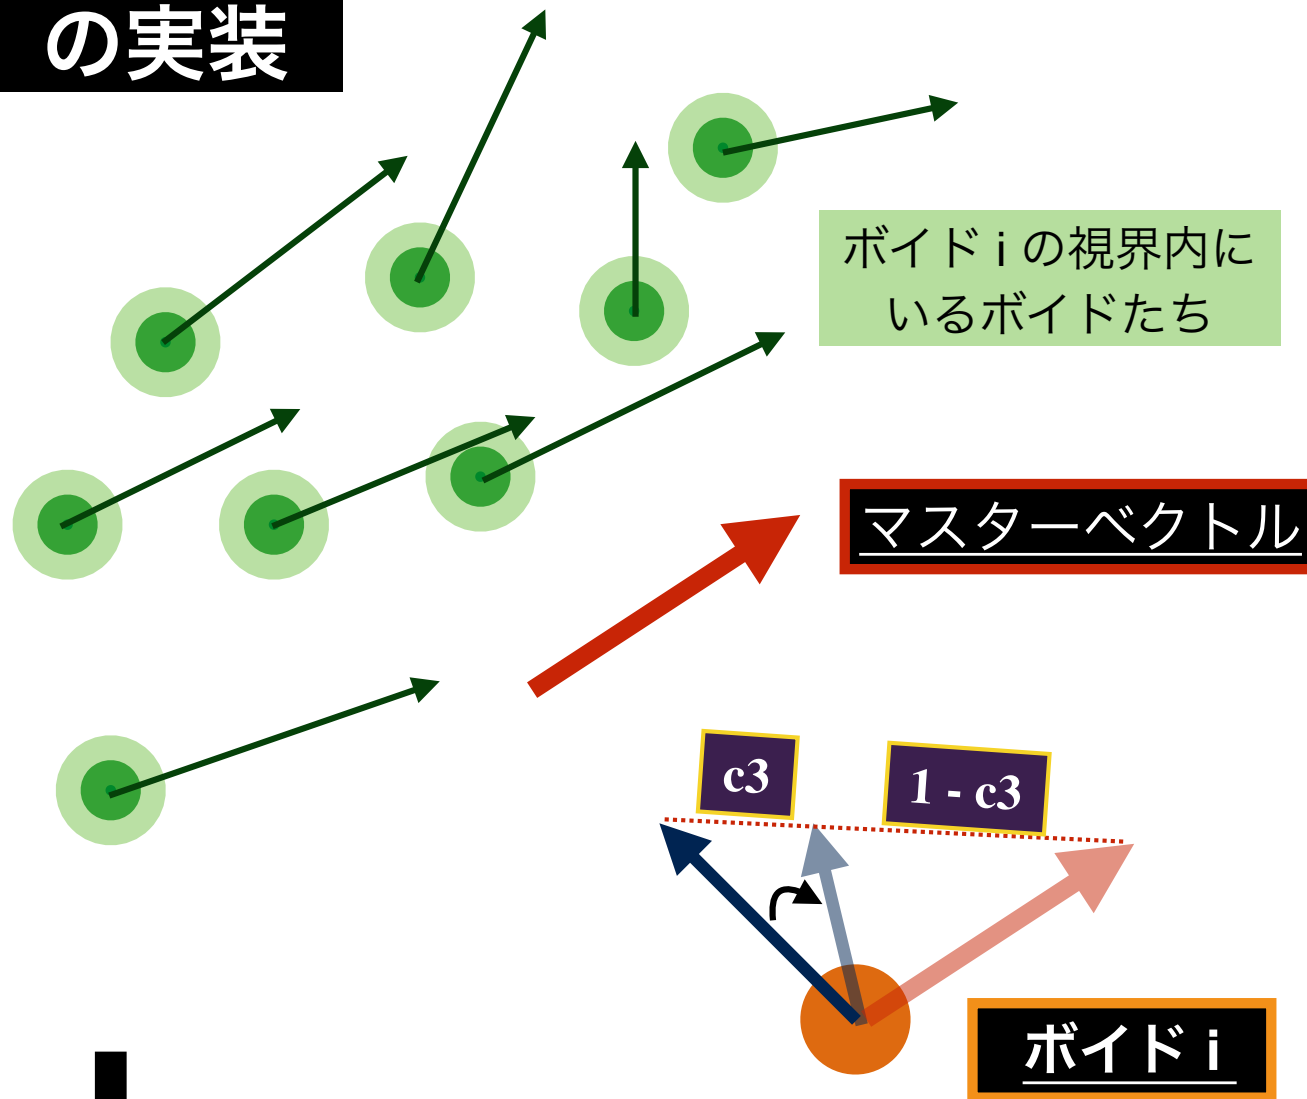 の実装
ボイド i の視界内に
いるボイドたち
マスターベクトル
c3
1 - c3
ボイド i